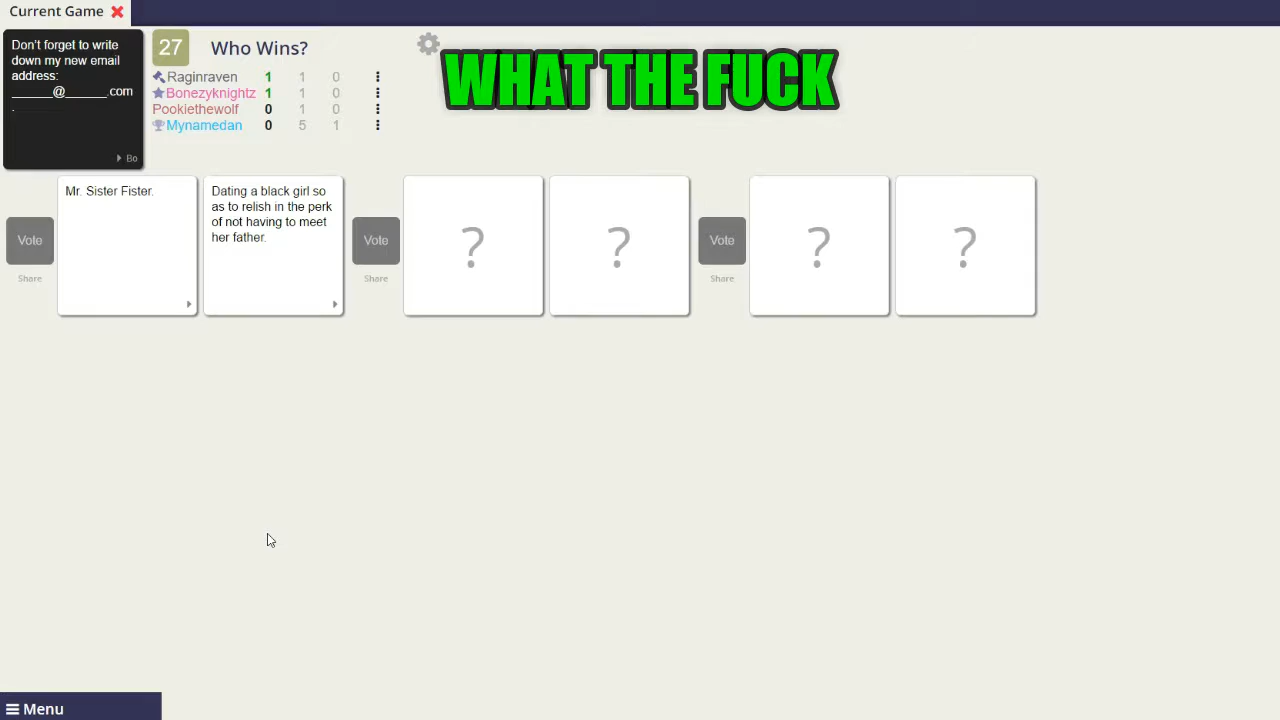 Current Game
Don't forget to write
down my new email
address:
______@______.com
.
Bo
27
Who Wins?
Raginraven 1 1 0
Bonezyknightz 1 1 0
Pookiethewolf 0 1 0
Mynamedan 0 5 1
WHAT THE FUCK
Vote
Share
Mr. Sister Fister.
Dating a black girl so
as to relish in the perk
of not having to meet
her father.
Vote
Share
?
?
Vote
Share
?
?
Menu